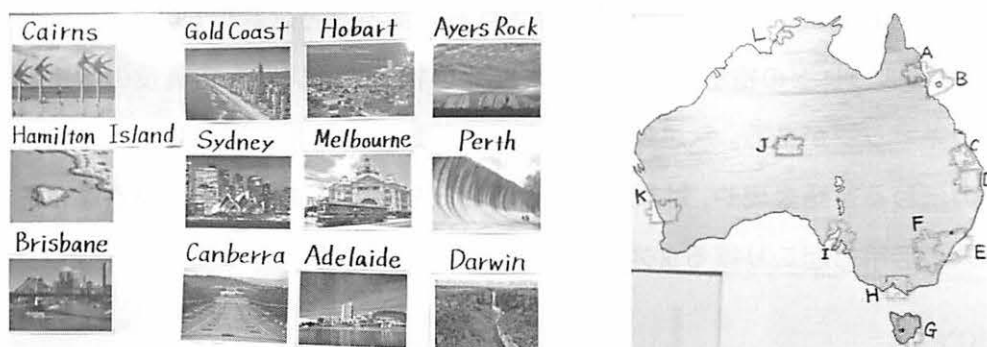 Cairns
Gold Coast
Hobart
Ayers Rock
Hamilton Island
Sydney
Melbourne
Perth
Brisbane
Canberra
Adelaide
Darwin
L
A
B
J
C
D
K
F
E
I
H
G